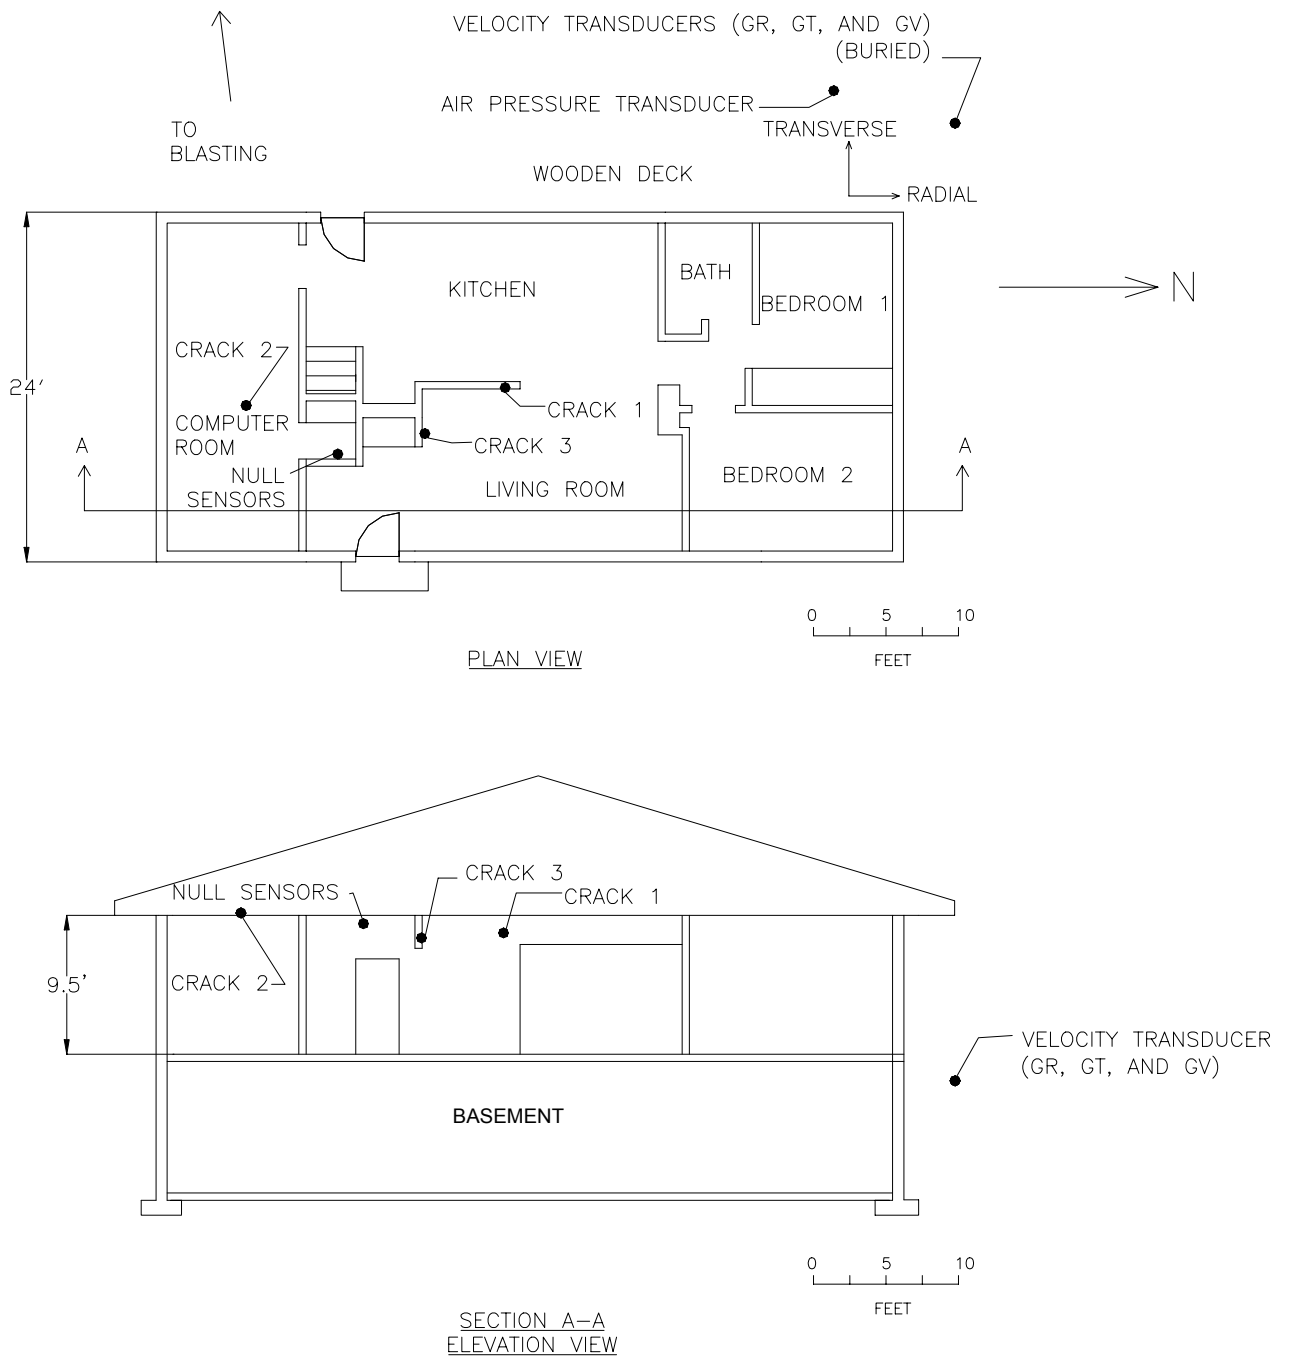 VELOCITY TRANSDUCERS (GR, GT, AND GV)
(BURIED)
AIR PRESSURE TRANSDUCER
TRANSVERSE
TO
BLASTING
WOODEN DECK
RADIAL
BATH
KITCHEN
BEDROOM 1
N
CRACK 2
24'
CRACK 1
COMPUTER
ROOM
CRACK 3
A
A
NULL
SENSORS
BEDROOM 2
LIVING ROOM
0 5 10
FEET
PLAN VIEW
CRACK 3
NULL SENSORS
CRACK 1
CRACK 2
9.5'
VELOCITY TRANSDUCER
(GR, GT, AND GV)
BASEMENT
0 5 10
FEET
SECTION A-A
ELEVATION VIEW